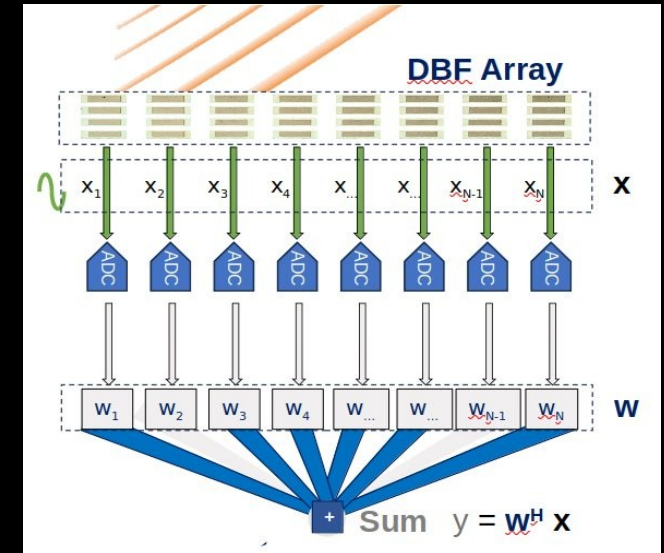 DBF Array
x1 x2 x3 x4 x... x... xN-1 xN x
ADC ADC ADC ADC ADC ADC ADC ADC
w1 w2 w3 w4 w... w... wN-1 wN w
+ Sum y = wH x